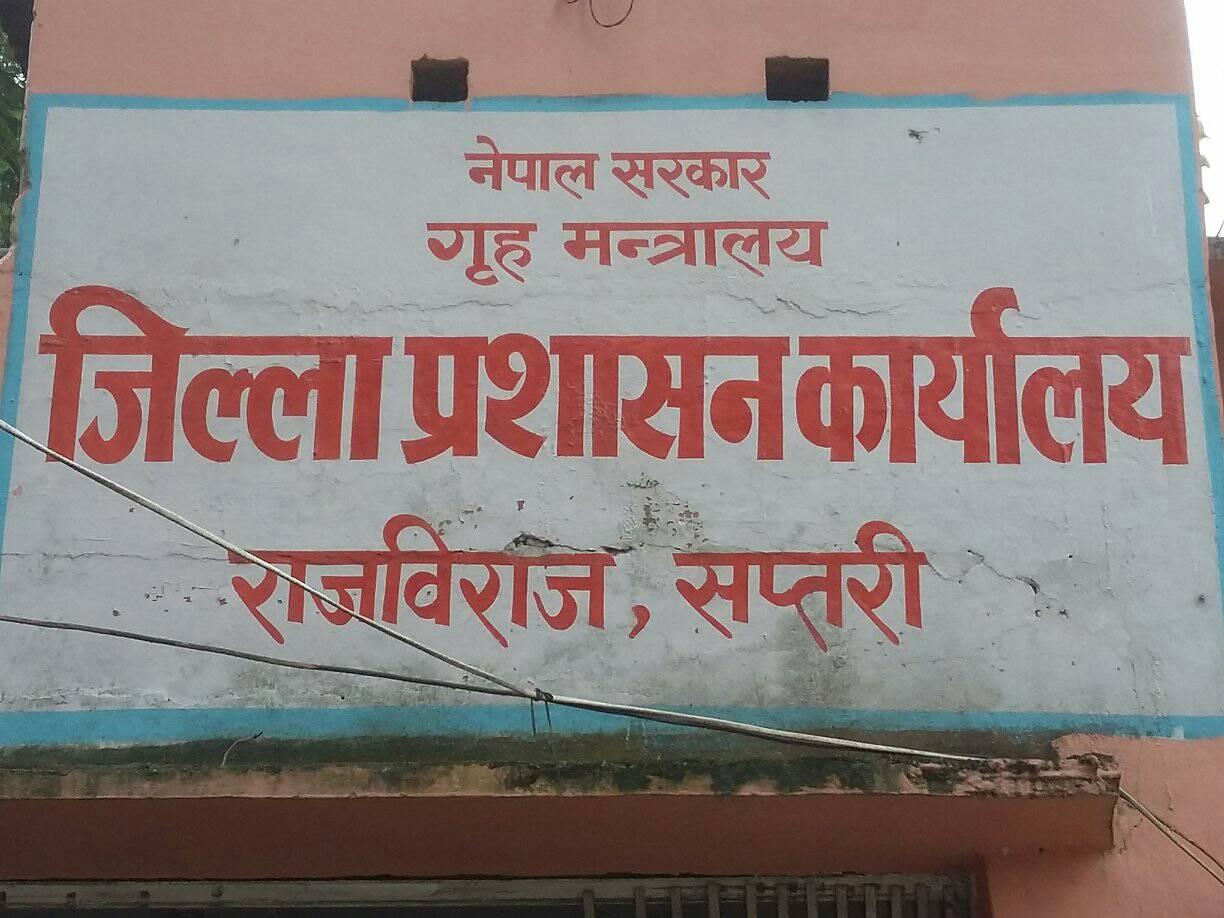 नेपाल सरकार
गृह मन्त्रालय
जिल्ला प्रशासन कार्यालय
राजविराज, सप्तरी